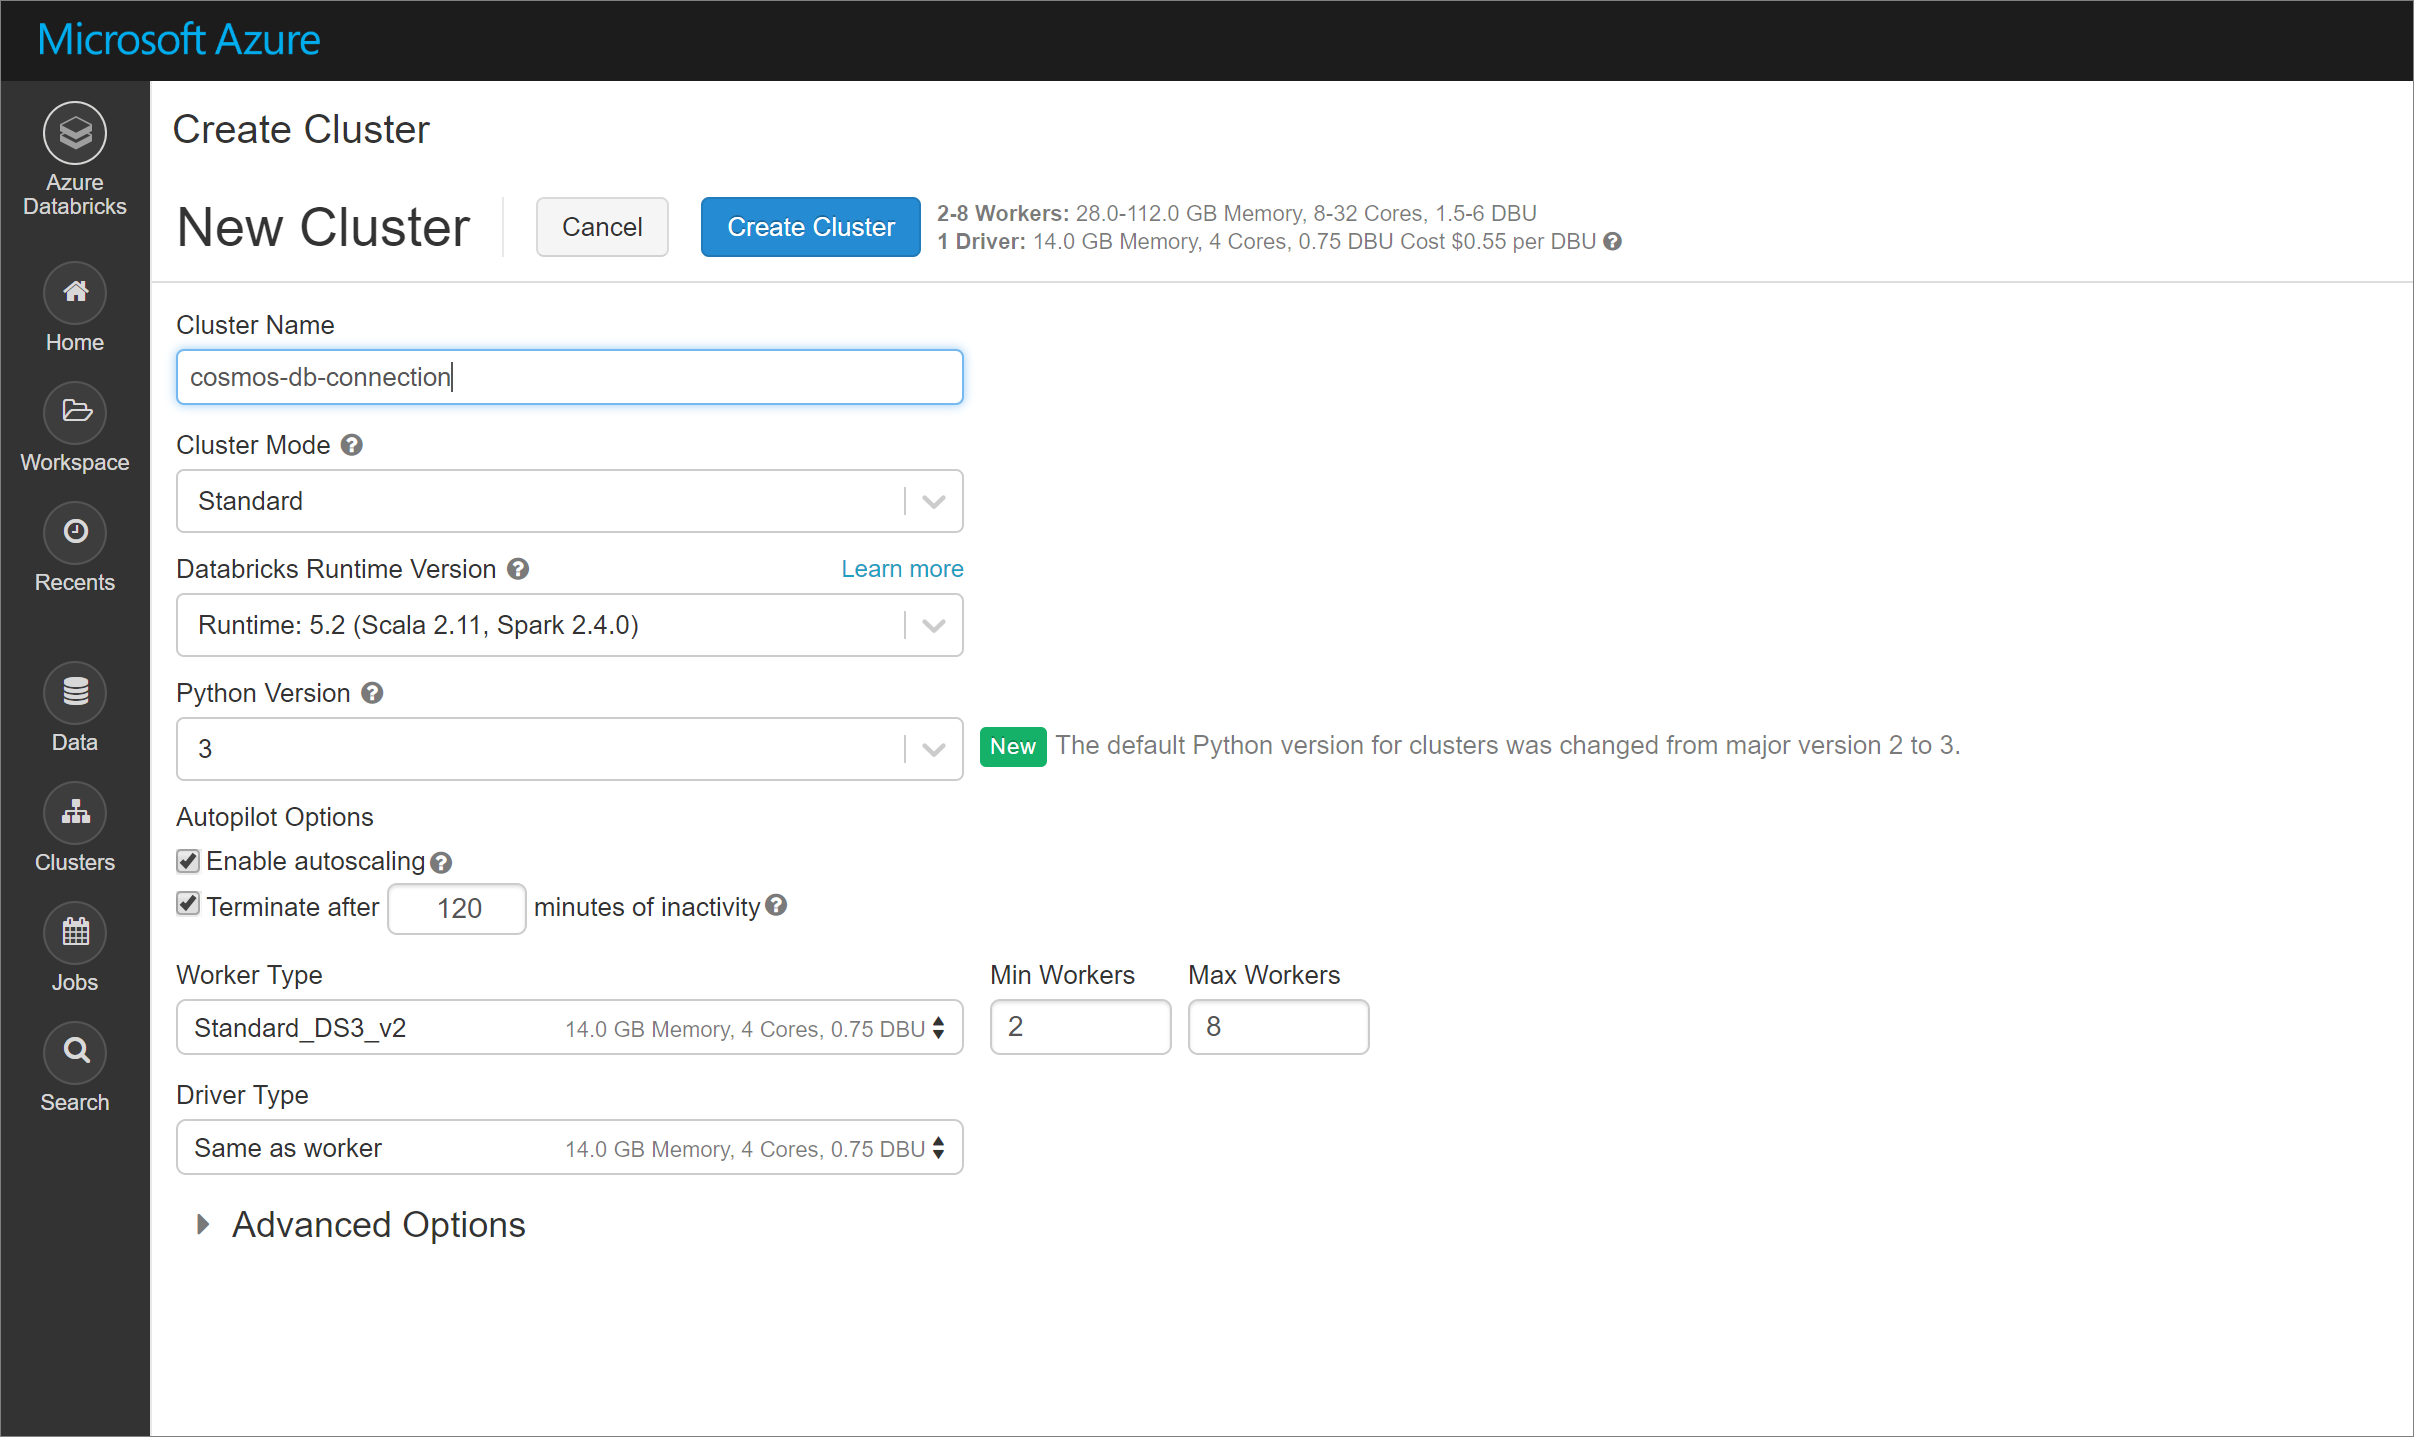 Microsoft Azure
Azure
Databricks
Home
Workspace
Recents
Data
Clusters
Jobs
Search
Create Cluster
New Cluster
Cancel
Create Cluster
2-8 Workers: 28.0-112.0 GB Memory, 8-32 Cores, 1.5-6 DBU
1 Driver: 14.0 GB Memory, 4 Cores, 0.75 DBU Cost $0.55 per DBU
Cluster Name
cosmos-db-connection
Cluster Mode
Standard
Databricks Runtime Version
Learn more
Runtime: 5.2 (Scala 2.11, Spark 2.4.0)
Python Version
3
New The default Python version for clusters was changed from major version 2 to 3.
Autopilot Options
Enable autoscaling
Terminate after 120 minutes of inactivity
Worker Type
Min Workers
Max Workers
Standard_DS3_v2 14.0 GB Memory, 4 Cores, 0.75 DBU
2
8
Driver Type
Same as worker 14.0 GB Memory, 4 Cores, 0.75 DBU
Advanced Options